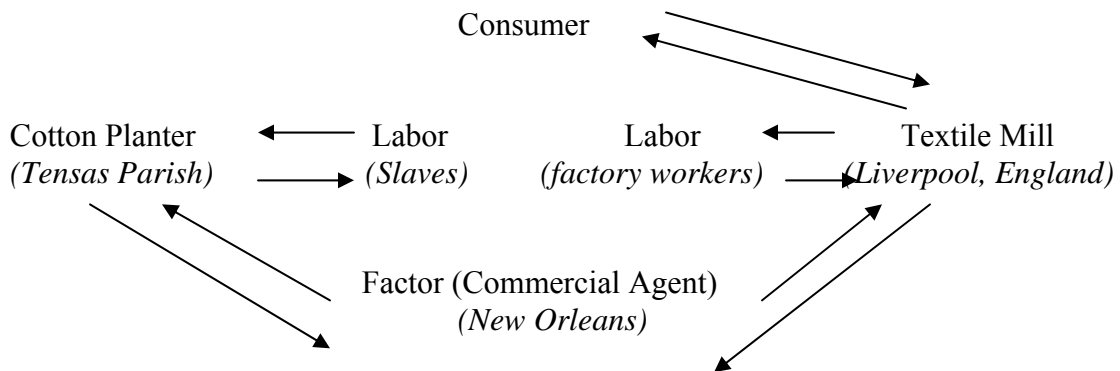 Consumer
Cotton Planter
(Tensas Parish)
Labor
(Slaves)
Labor
(factory workers)
Textile Mill
(Liverpool, England)
Factor (Commercial Agent)
(New Orleans)